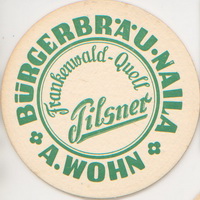 BÜRGERBRÄU·NAILA
Frankenwald-Quell
Pilsner
A.WOHN